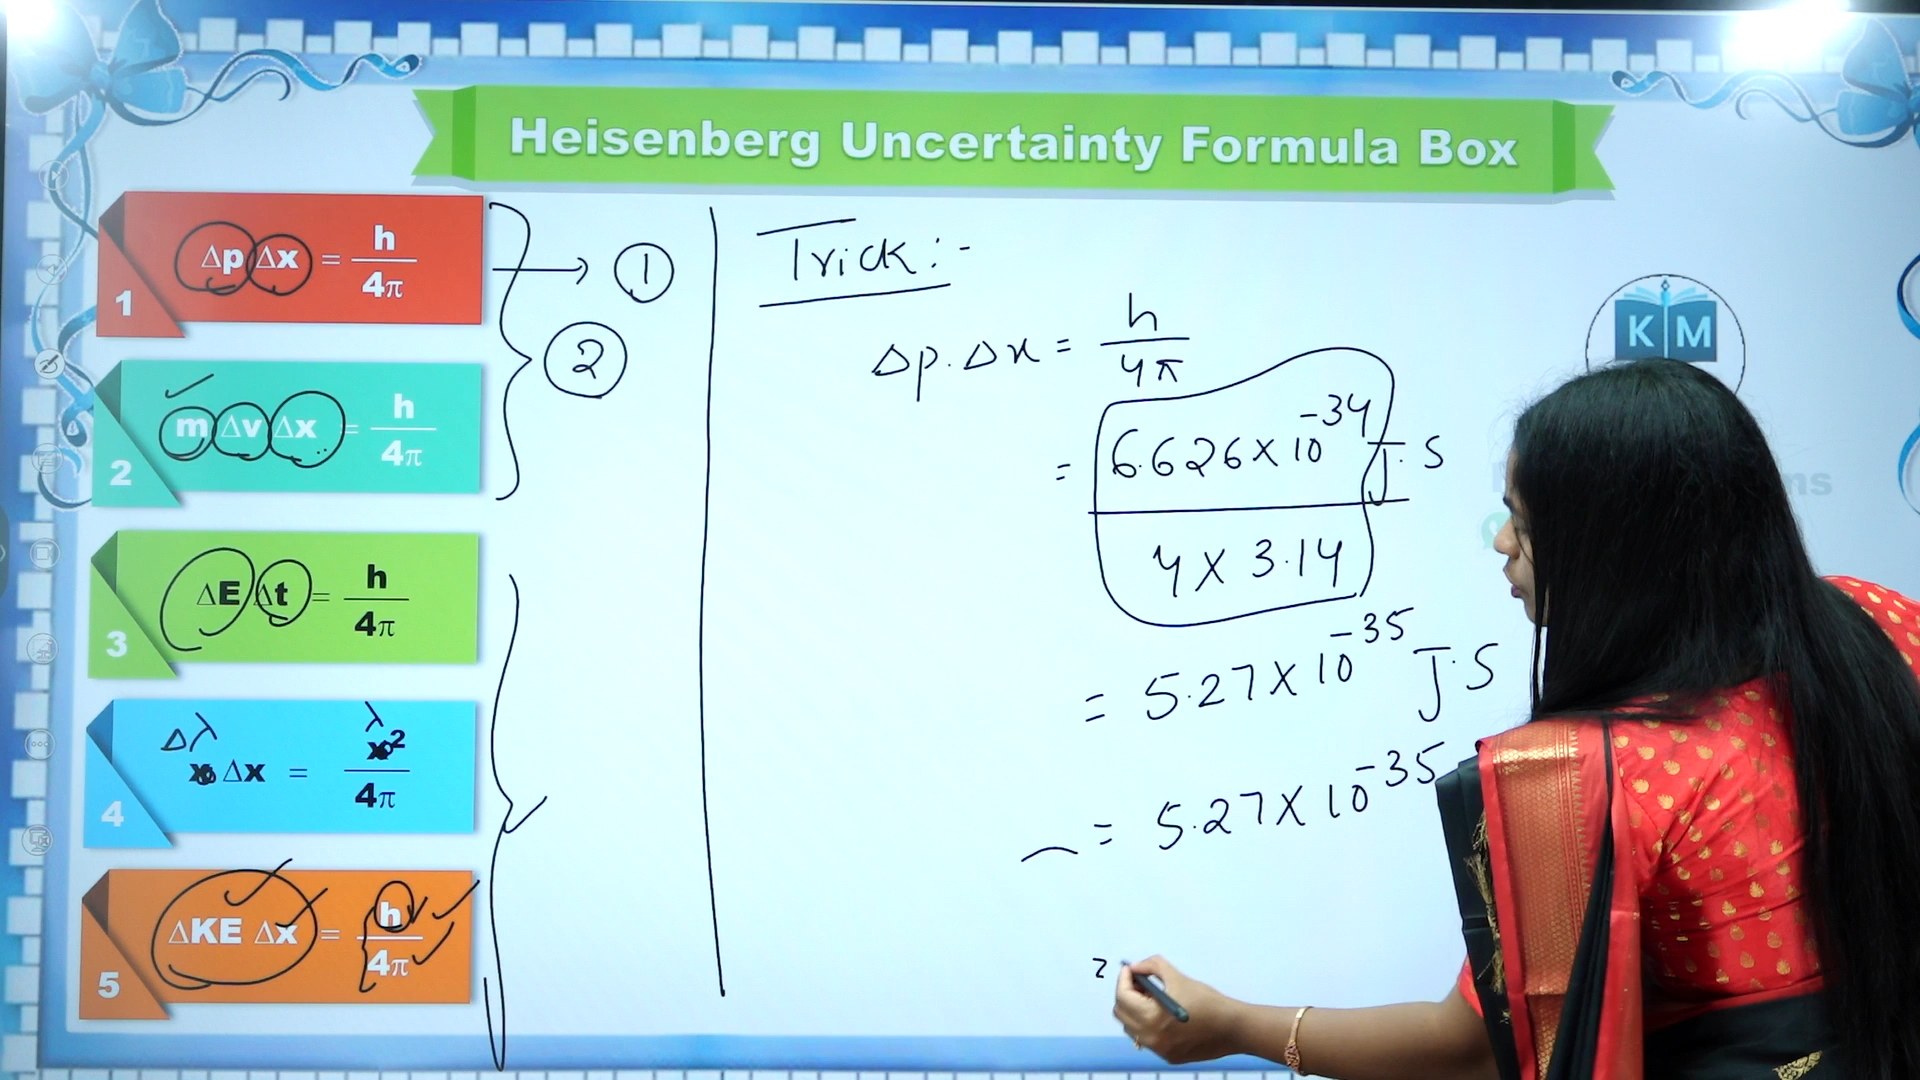 Heisenberg Uncertainty Formula Box
1
Δp Δx = h/4π
2
m Δv Δx = h/4π
3
ΔE Δt = h/4π
4
Δλ
Δx = λ²/4π
5
ΔKE Δx = h/4π
①
②
Trick :-
Δp.Δx = h/4π
= 6.626 x 10⁻³⁴ J.S
4 x 3.14
= 5.27 x 10⁻³⁵ J.S
= 5.27 x 10⁻³⁵
K M
ms